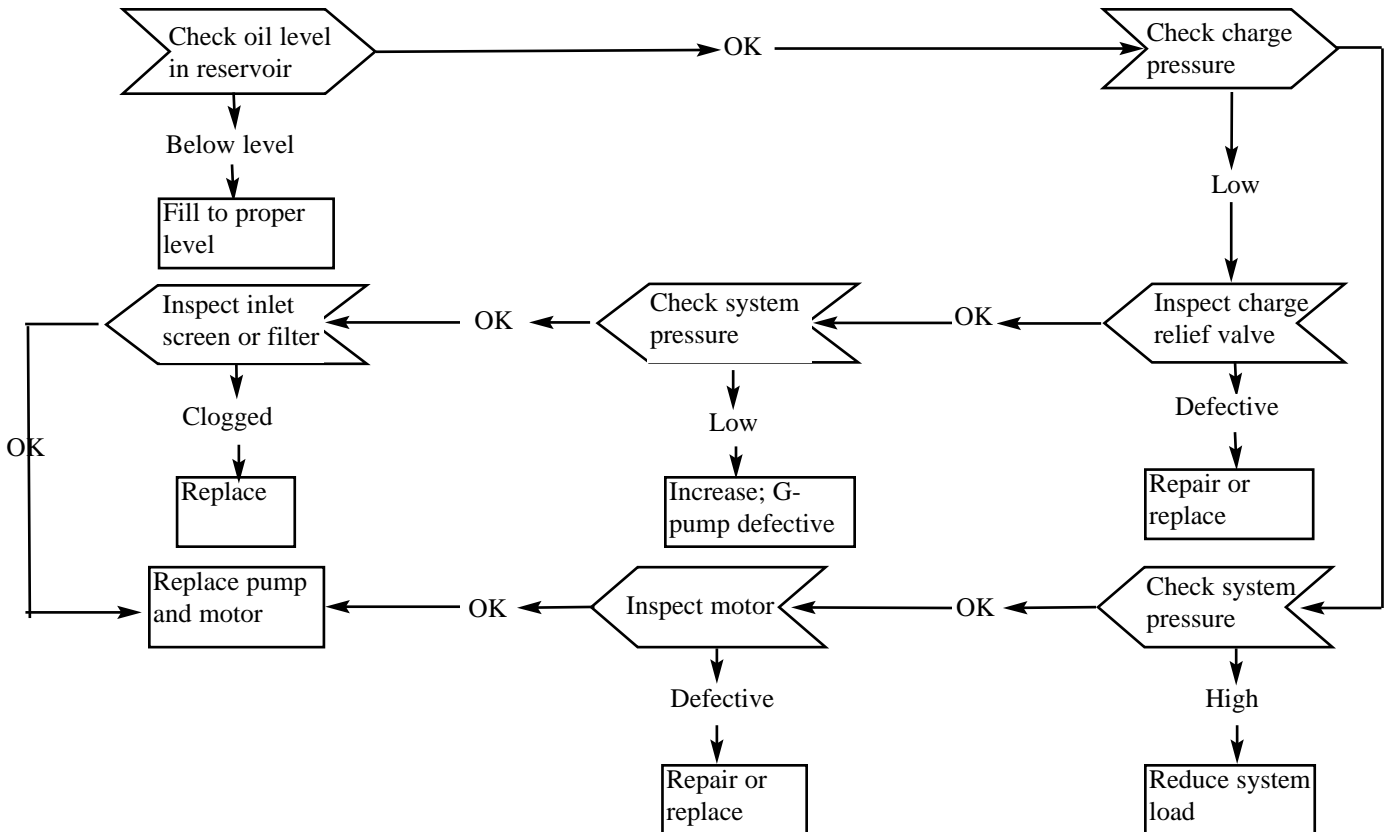 Check oil level
in reservoir
OK
Check charge
pressure
Below level
Low
Fill to proper
level
Inspect inlet
screen or filter
OK
Check system
pressure
OK
Inspect charge
relief valve
Clogged
Low
Defective
OK
Replace
Increase; G-
pump defective
Repair or
replace
Replace pump
and motor
OK
Inspect motor
OK
Check system
pressure
Defective
High
Repair or
replace
Reduce system
load